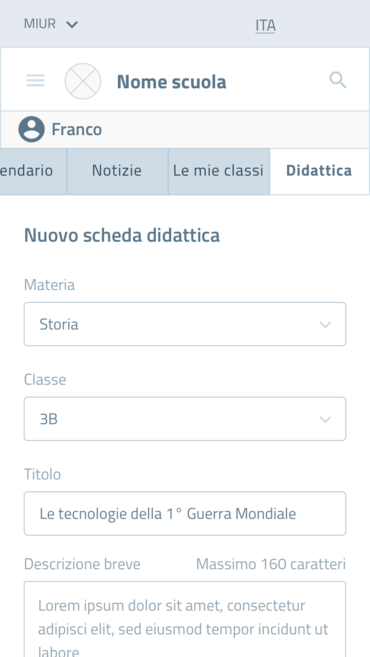 MIUR
ITA
Nome scuola
Franco
endario Notizie Le mie classi Didattica
Nuovo scheda didattica
Materia
Storia
Classe
3B
Titolo
Le tecnologie della 1° Guerra Mondiale
Descrizione breve Massimo 160 caratteri
Lorem ipsum dolor sit amet, consectetur
adipisci elit, sed eiusmod tempor incidunt ut
labore